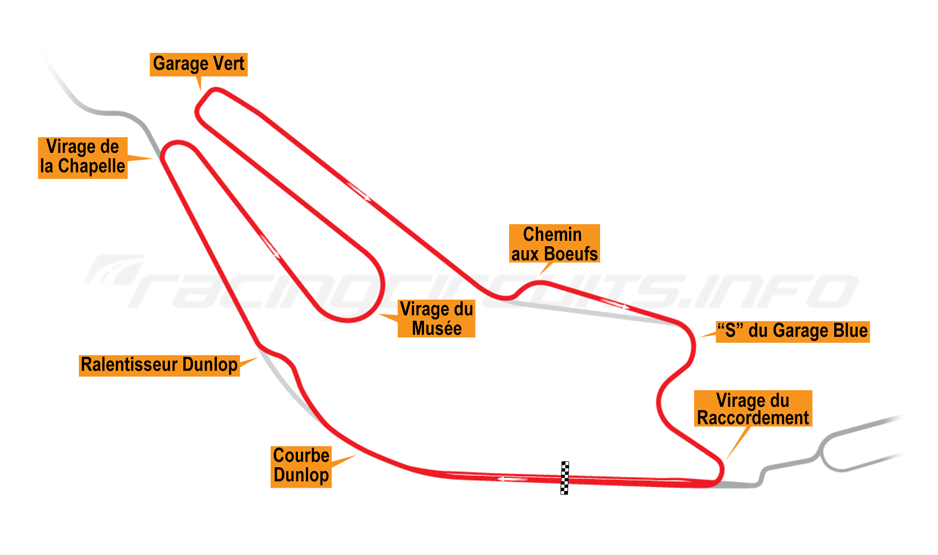 Garage Vert
Virage de
la Chapelle
Chemin
aux Boeufs
racingcircuits.info
Virage du
Musée
“S” du Garage Blue
Ralentisseur Dunlop
Virage du
Raccordement
Courbe
Dunlop